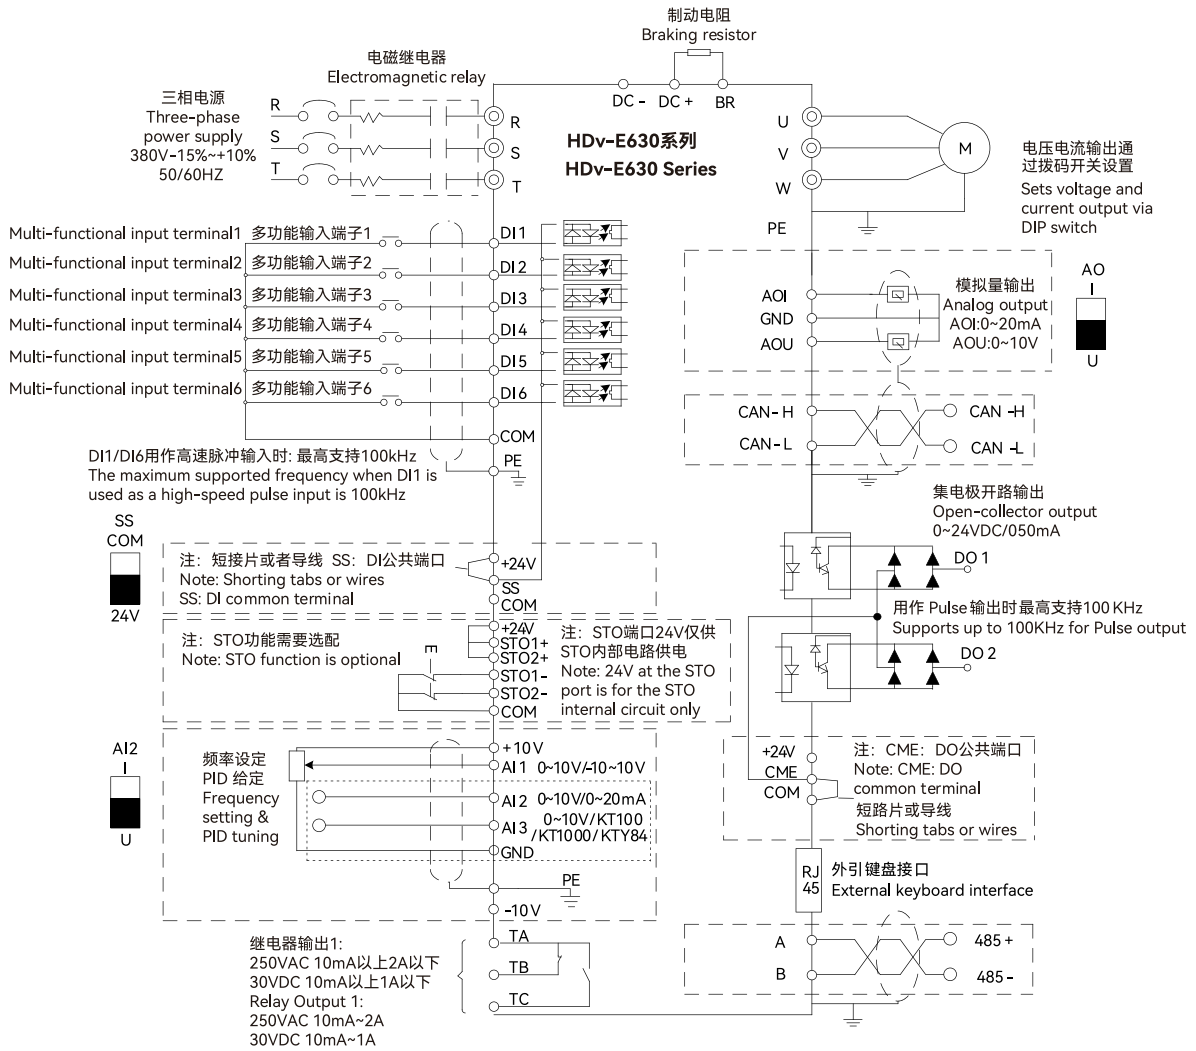 制动电阻
Braking resistor
电磁继电器
Electromagnetic relay
DC -
DC +
BR
三相电源
Three-phase
power supply
380V-15%~+10%
50/60HZ
R
S
T
R
S
T
HDv-E630系列
HDv-E630 Series
U
V
W
PE
M
电压电流输出通
过拨码开关设置
Sets voltage and
current output via
DIP switch
Multi-functional input terminal1 多功能输入端子1
DI1
Multi-functional input terminal2 多功能输入端子2
DI2
Multi-functional input terminal3 多功能输入端子3
DI3
Multi-functional input terminal4 多功能输入端子4
DI4
Multi-functional input terminal5 多功能输入端子5
DI5
Multi-functional input terminal6 多功能输入端子6
DI6
COM
PE
DI1/DI6用作高速脉冲输入时: 最高支持100kHz
The maximum supported frequency when DI1 is
used as a high-speed pulse input is 100kHz
AOI
GND
AOU
模拟量输出
Analog output
AOI:0~20mA
AOU:0~10V
AO
I
U
CAN-H
CAN-L
CAN -H
CAN -L
集电极开路输出
Open-collector output
0~24VDC/050mA
DO 1
用作 Pulse 输出时最高支持100 KHz
Supports up to 100KHz for Pulse output
DO 2
SS
COM
24V
注: 短接片或者导线 SS: DI公共端口
Note: Shorting tabs or wires
SS: DI common terminal
+24V
SS
COM
注: STO功能需要选配
Note: STO function is optional
E
+24V
STO1+
STO2+
STO1-
STO2-
COM
注: STO端口24V仅供
STO内部电路供电
Note: 24V at the STO
port is for the STO
internal circuit only
AI2
I
U
频率设定
PID 给定
Frequency
setting &
PID tuning
+10V
AI1 0~10V/-10~10V
AI2 0~10V/0~20mA
AI3 0~10V/KT100
/KT1000/KTY84
GND
PE
-10V
+24V
CME
COM
注: CME: DO公共端口
Note: CME: DO
common terminal
短路片或导线
Shorting tabs or wires
RJ
45
外引键盘接口
External keyboard interface
A
B
485+
485-
继电器输出1:
250VAC 10mA以上2A以下
30VDC 10mA以上1A以下
Relay Output 1:
250VAC 10mA~2A
30VDC 10mA~1A
TA
TB
TC